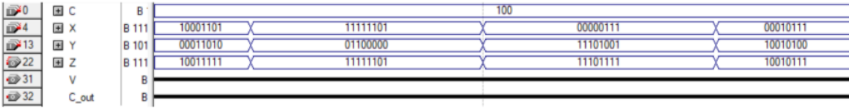 0 C B 100
4 X B 111 10001101 11111101 00000111 00010111
13 Y B 101 00011010 01100000 11101001 10010100
22 Z B 111 10011111 11111101 11101111 10010111
31 V B
32 C_out B